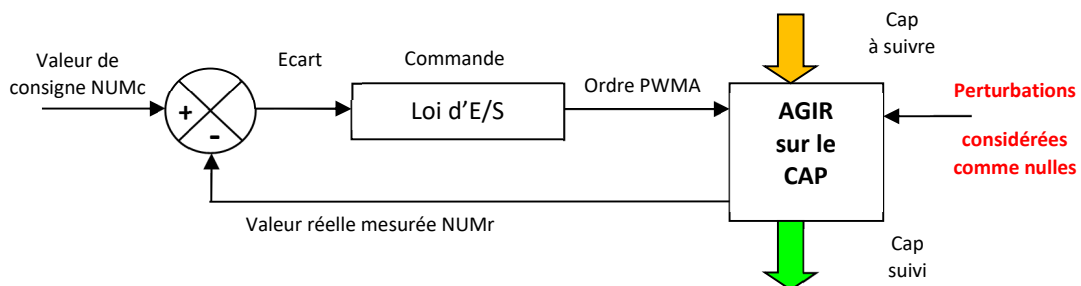 Cap
à suivre
Valeur de
consigne NUMc
Ecart
Commande
Ordre PWMA
Perturbations
considérées
comme nulles
+
-
Loi d'E/S
AGIR
sur le
CAP
Valeur réelle mesurée NUMr
Cap
suivi